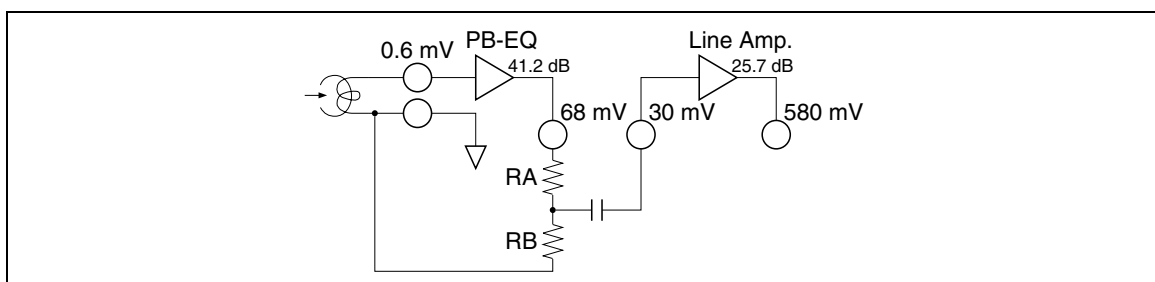 PB-EQ
Line Amp.
0.6 mV
41.2 dB
25.7 dB
68 mV
30 mV
580 mV
RA
RB